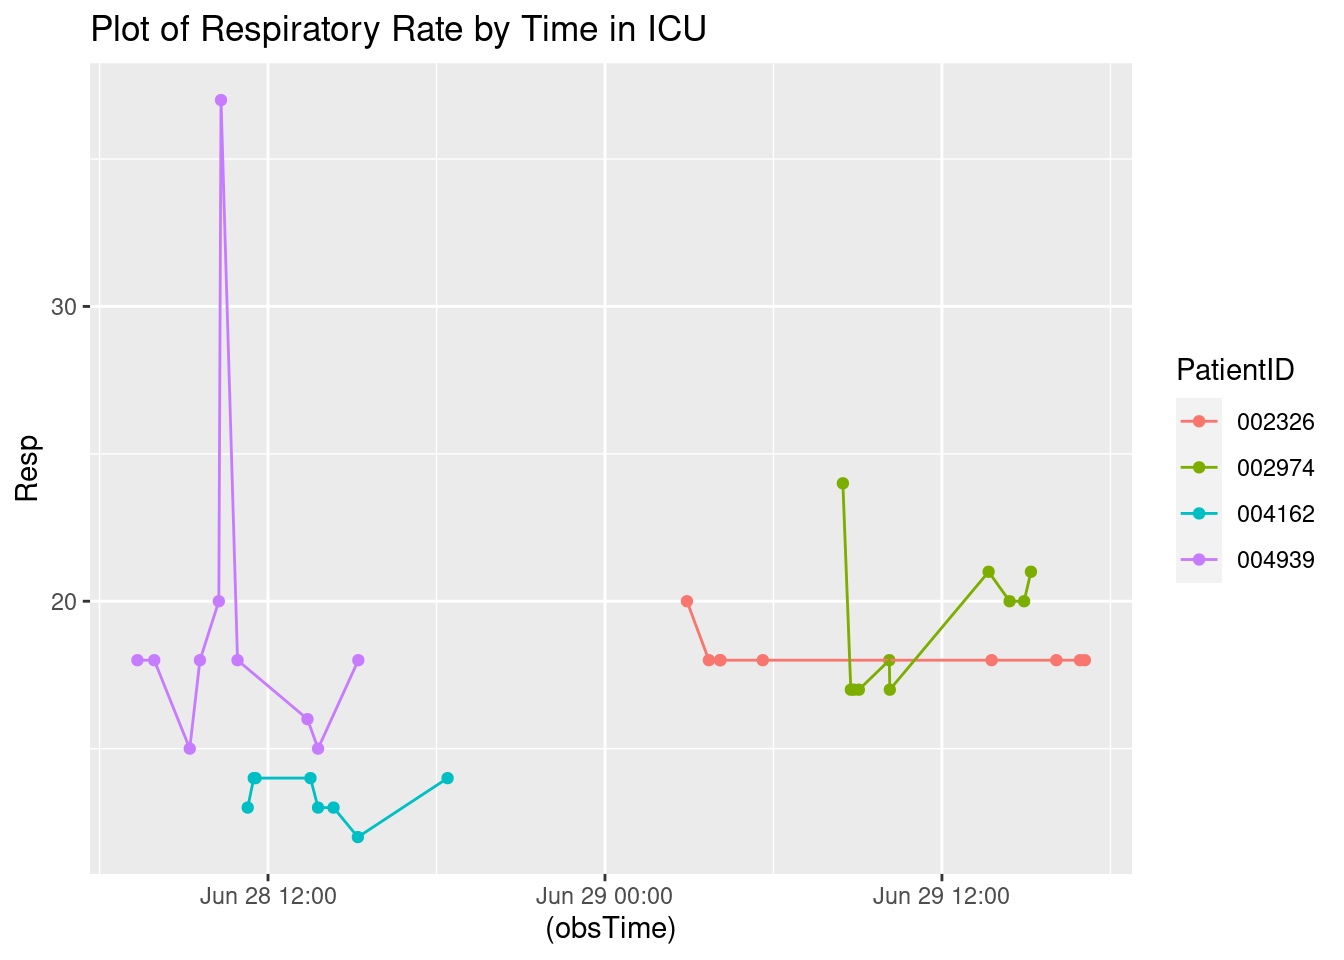 Plot of Respiratory Rate by Time in ICU
Resp
30
20
Jun 28 12:00
Jun 29 00:00
Jun 29 12:00
(obsTime)
PatientID
002326
002974
004162
004939